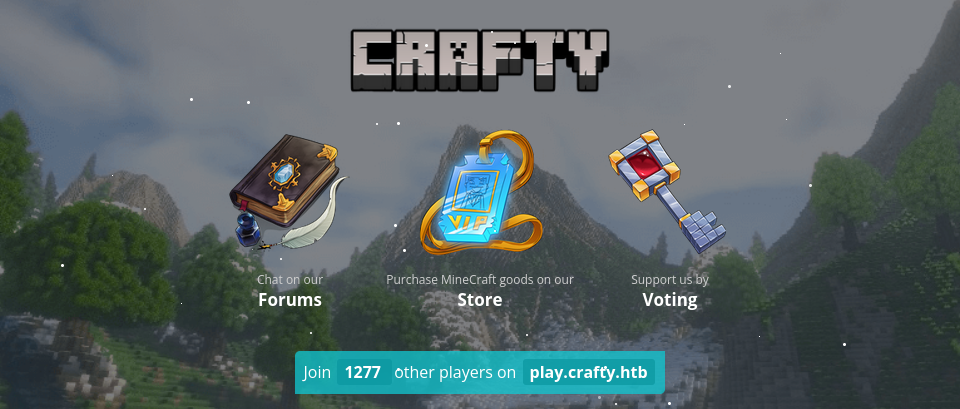 CRAFTY
Chat on our
Forums
Purchase MineCraft goods on our
Store
Support us by
Voting
VIP
Join 1277 other players on play.crafty.htb